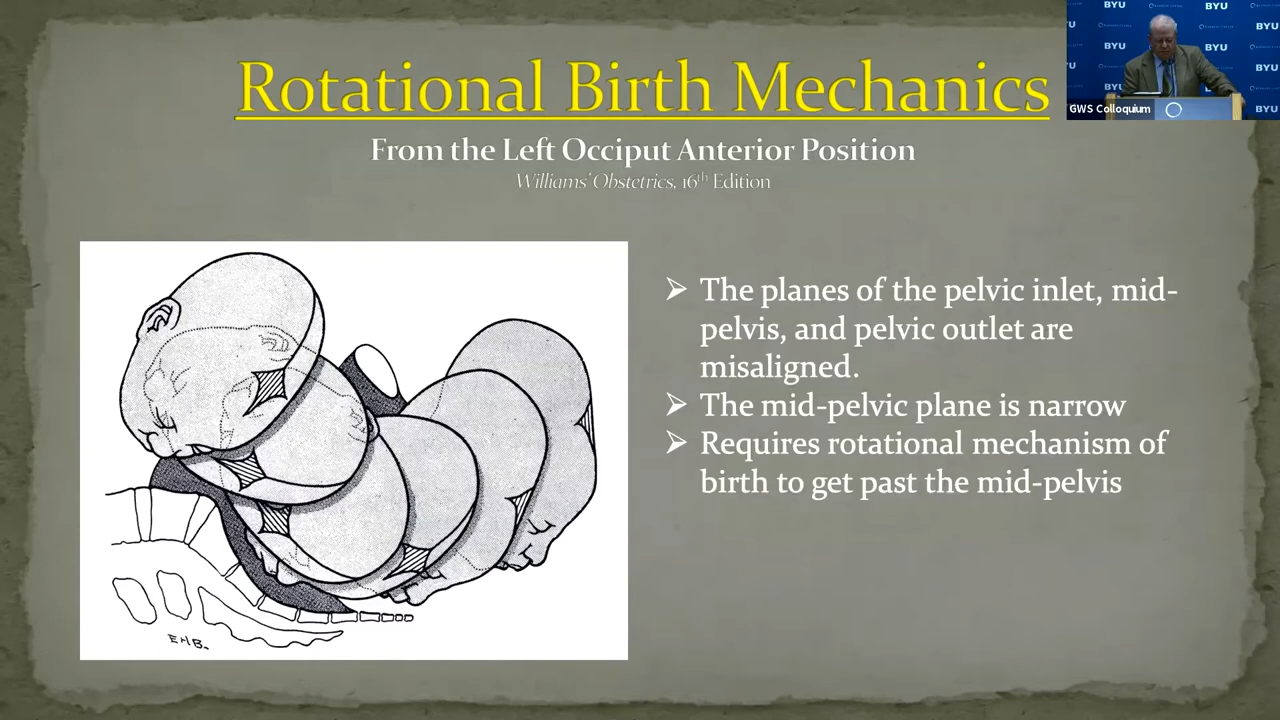 Rotational Birth Mechanics
From the Left Occiput Anterior Position
Williams' Obstetrics, 16th Edition
➢ The planes of the pelvic inlet, mid-
pelvis, and pelvic outlet are
misaligned.
➢ The mid-pelvic plane is narrow
➢ Requires rotational mechanism of
birth to get past the mid-pelvis
E.H.B.
BYU
BYU
BYU
BYU
BYU
BYU
BYU
GWS Colloquium